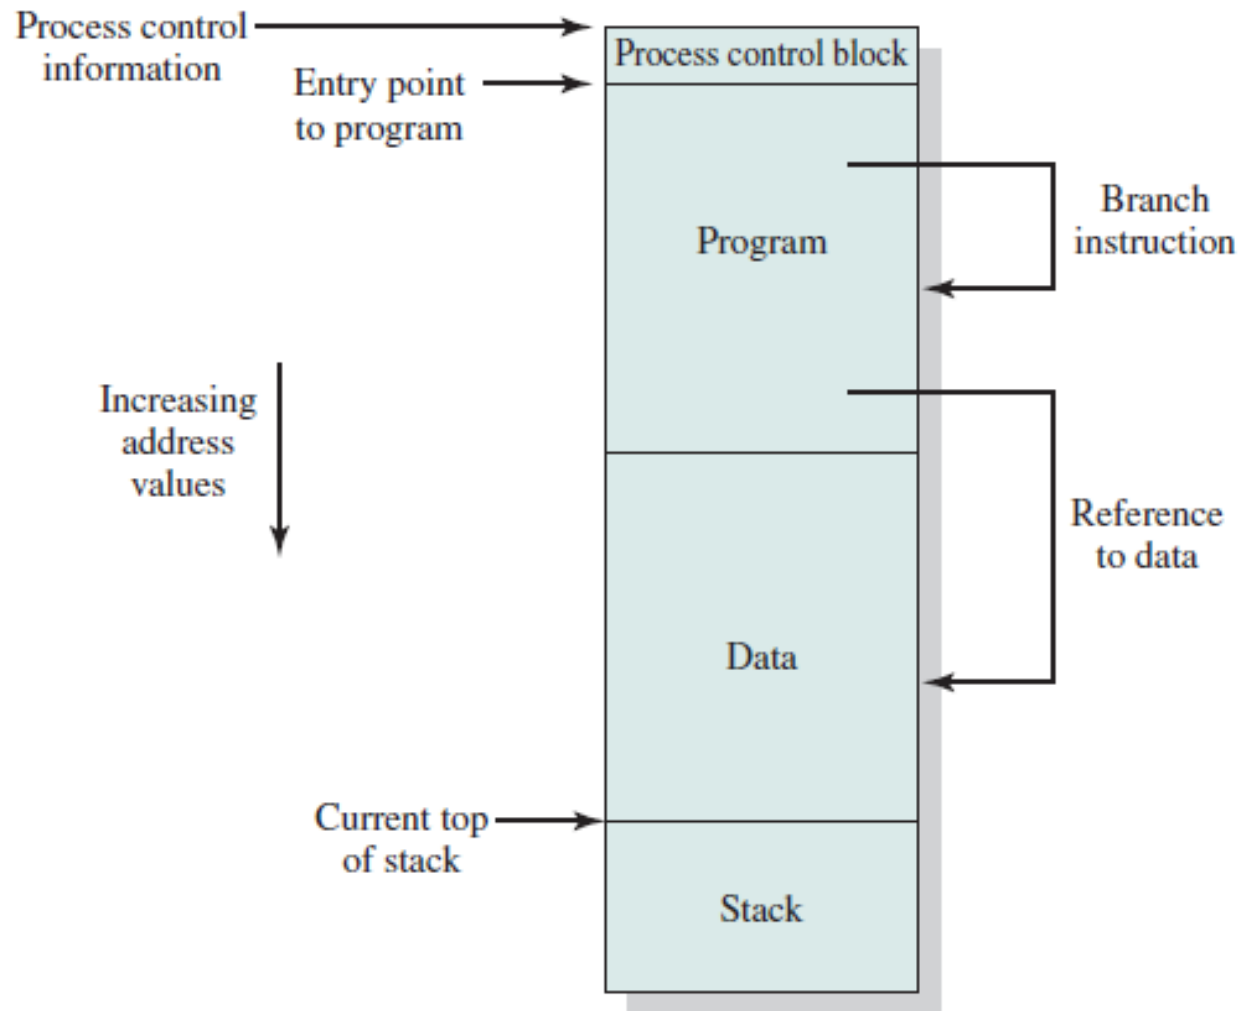 Process control
information
Process control block
Entry point
to program
Branch
instruction
Program
Increasing
address
values
Reference
to data
Data
Current top
of stack
Stack